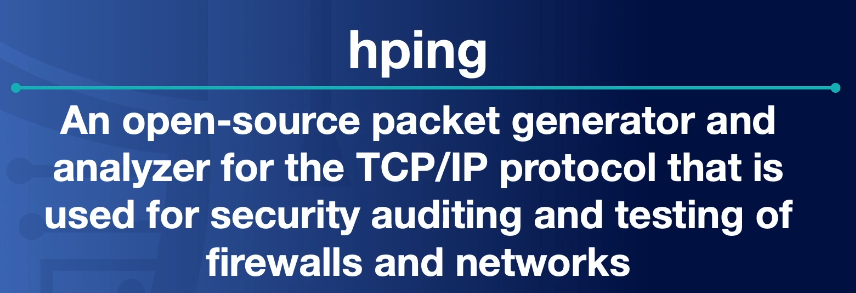 hping
An open-source packet generator and
analyzer for the TCP/IP protocol that is
used for security auditing and testing of
firewalls and networks